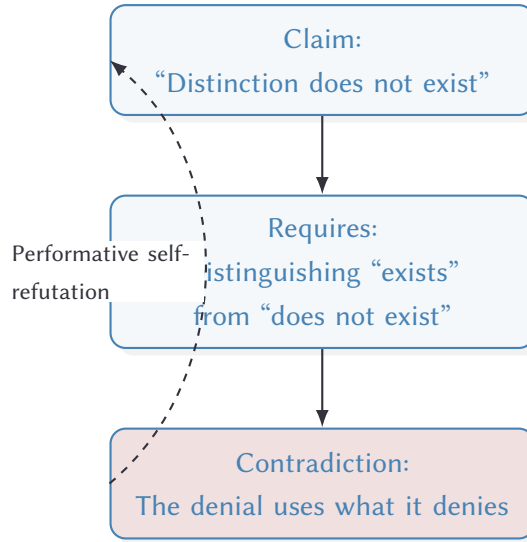 Claim:
“Distinction does not exist”
Requires:
istinguishing “exists”
from “does not exist”
Performative self-
refutation
Contradiction:
The denial uses what it denies